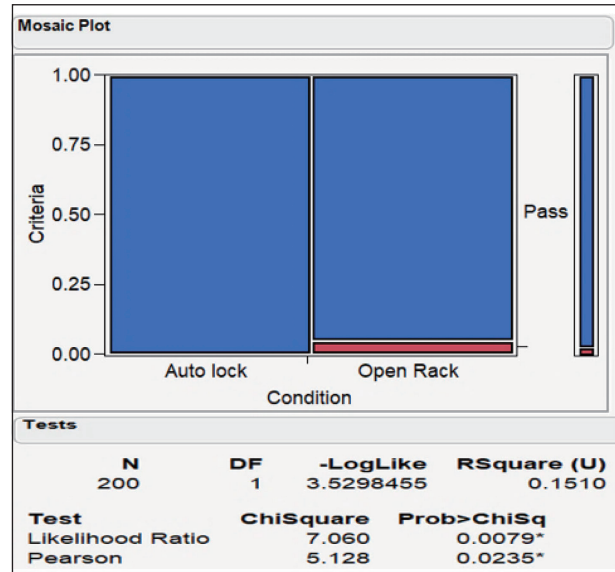 Mosaic Plot
1.00
0.75
0.50
0.25
0.00
Criteria
Pass
Auto lock Open Rack
Condition
Tests
N DF -LogLike RSquare (U)
200 1 3.5298455 0.1510
Test ChiSquare Prob>ChiSq
Likelihood Ratio 7.060 0.0079*
Pearson 5.128 0.0235*